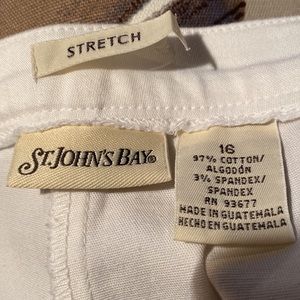 STRETCH
ST. JOHN'S BAY®
16
97% COTTON/
ALGODÓN
3% SPANDEX/
SPANDEX
RN 93677
MADE IN GUATEMALA
HECHO EN GUATEMALA